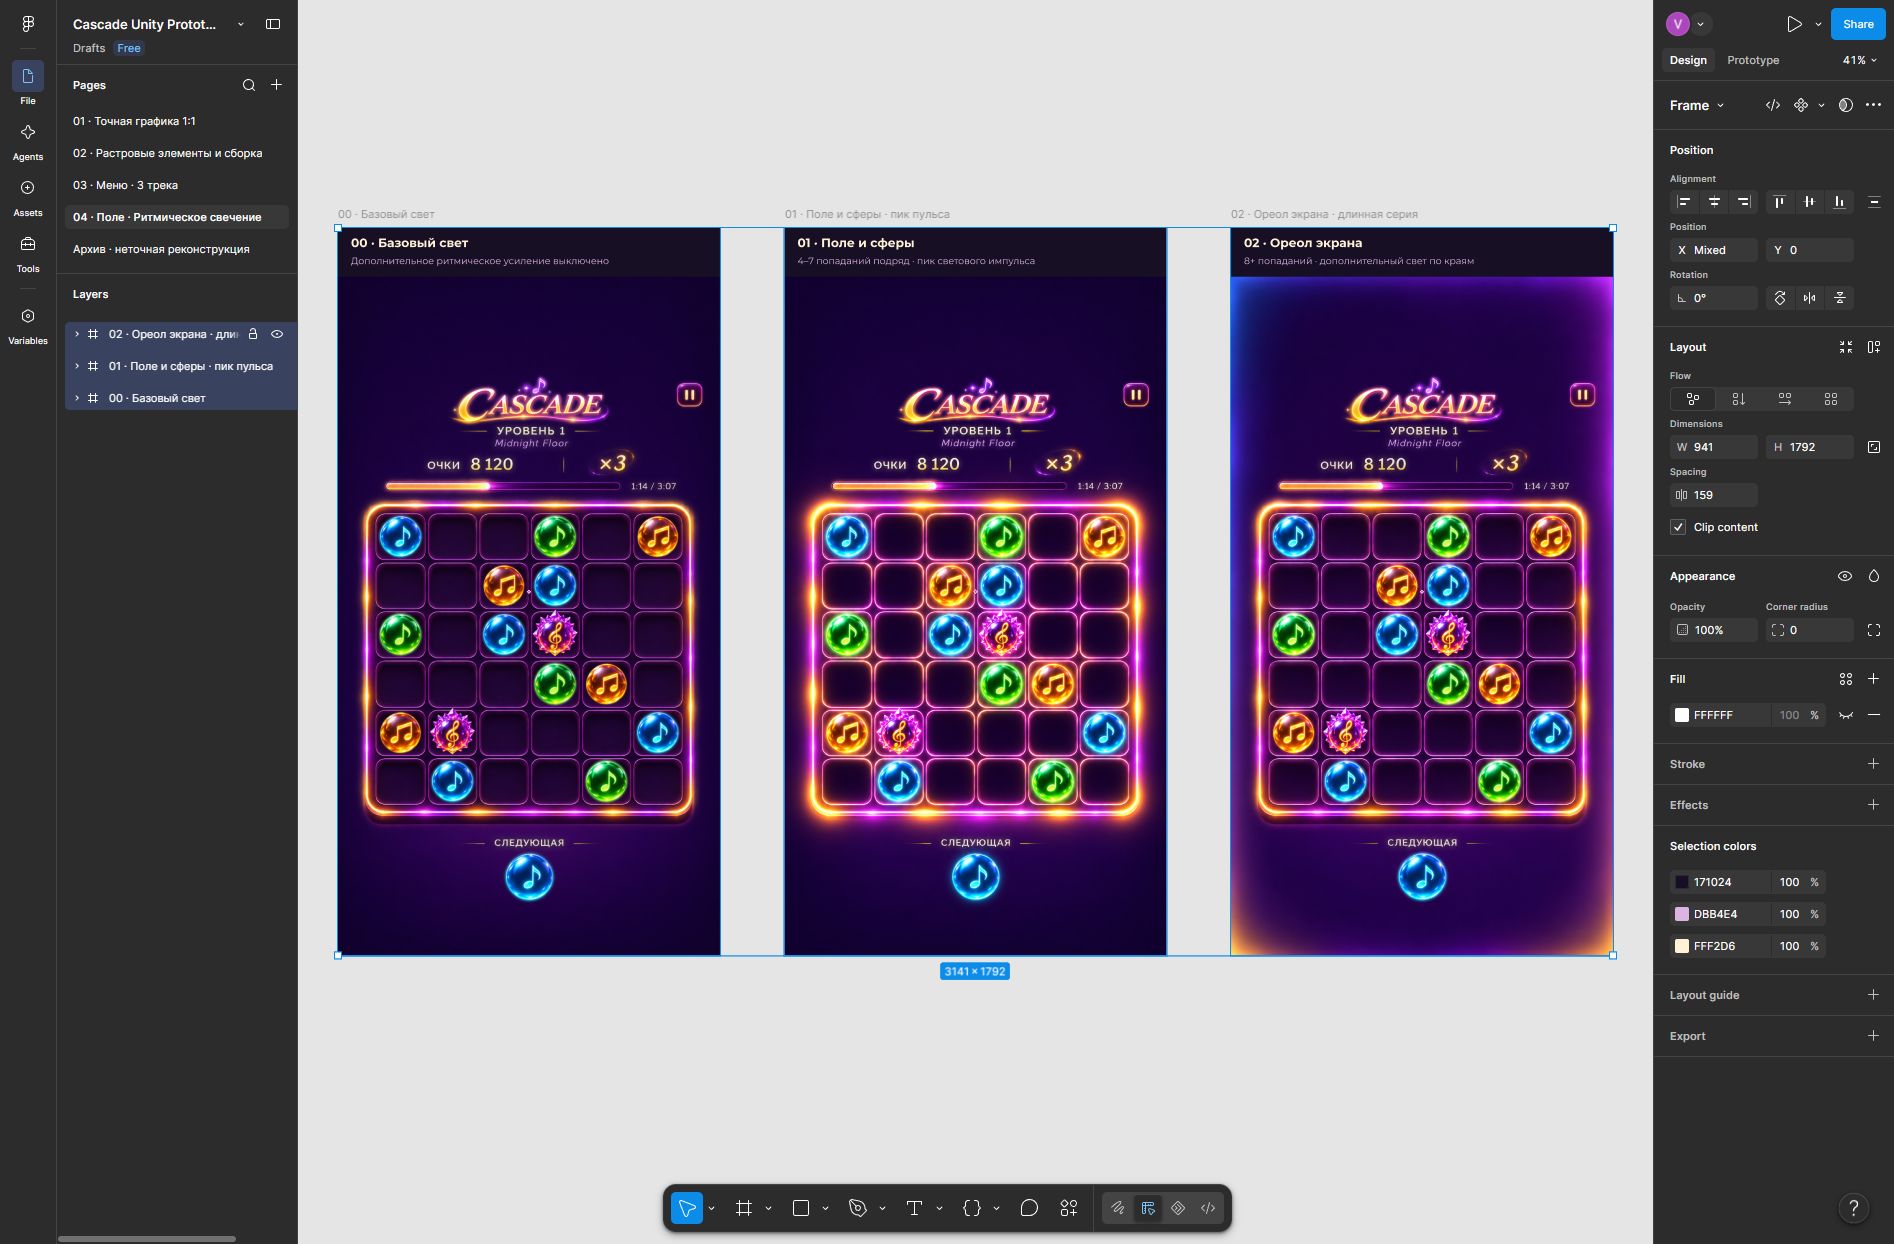 Cascade Unity Protot...
Drafts
Free
File
Agents
Assets
Tools
Variables
Pages
01 · Точная графика 1:1
02 · Растровые элементы и сборка
03 · Меню · 3 трека
04 · Поле · Ритмическое свечение
Архив · неточная реконструкция
Layers
02 · Ореол экрана · дли
01 · Поле и сферы · пик пульса
00 · Базовый свет
00 · Базовый свет
00 · Базовый свет
Дополнительное ритмическое усиление выключено
CASCADE
УРОВЕНЬ 1
Midnight Floor
ОЧКИ 8 120
×3
1:14 / 3:07
СЛЕДУЮЩАЯ
01 · Поле и сферы · пик пульса
01 · Поле и сферы
4–7 попаданий подряд · пик светового импульса
CASCADE
УРОВЕНЬ 1
Midnight Floor
ОЧКИ 8 120
×3
1:14 / 3:07
СЛЕДУЮЩАЯ
02 · Ореол экрана · длинная серия
02 · Ореол экрана
8+ попаданий · дополнительный свет по краям
CASCADE
УРОВЕНЬ 1
Midnight Floor
ОЧКИ 8 120
×3
1:14 / 3:07
СЛЕДУЮЩАЯ
3141 × 1792
V
Share
Design
Prototype
41%
Frame
Position
Alignment
Position
X Mixed
Y 0
Rotation
0°
Layout
Flow
Dimensions
W 941
H 1792
Spacing
159
Clip content
Appearance
Opacity
Corner radius
100%
0
Fill
FFFFFF 100 %
Stroke
Effects
Selection colors
171024 100 %
DBB4E4 100 %
FFF2D6 100 %
Layout guide
Export
?